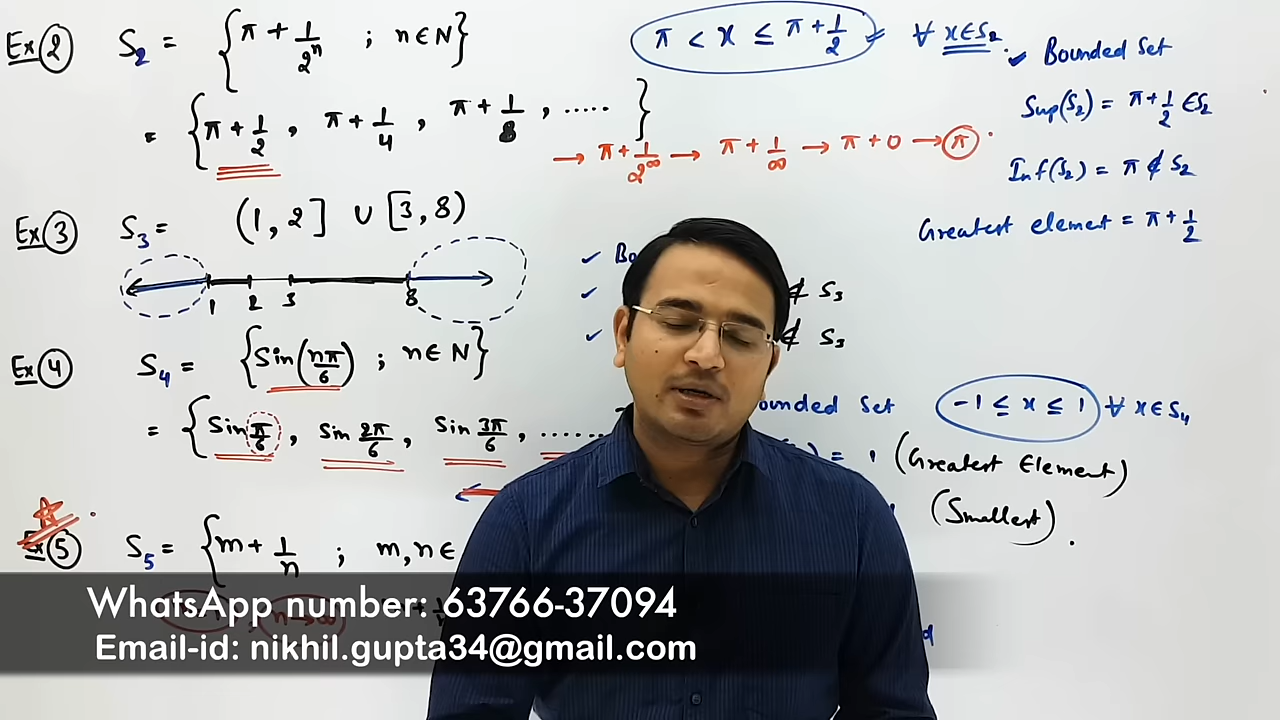 Ex ② S₂ = { π + 1/2ⁿ ; n ∈ N }
π < x ≤ π + 1/2 ∀ x ∈ S₂.
✓ Bounded Set
= { π + 1/2 , π + 1/4 , π + 1/8 , ..... }
Sup(S₂) = π + 1/2 ∈ S₂
→ π + 1/2^∞ → π + 1/∞ → π + 0 → π
Inf(S₂) = π ∉ S₂
Greatest element = π + 1/2
Ex ③ S₃ = (1, 2] ∪ [3, 8)
1 2 3 8
✓ Bo
✓ ∉ S₃
✓ ∉ S₃
Ex ④ S₄ = { Sin(nπ/6) ; n ∈ N }
= { Sin π/6 , Sin 2π/6 , Sin 3π/6 , ......
ounded Set -1 ≤ x ≤ 1 ∀ x ∈ S₄
) = 1 (Greatest Element)
(Smallest).
Ex ⑤ S₅ = { m + 1/n ; m, n ∈
WhatsApp number: 63766-37094
Email-id: nikhil.gupta34@gmail.com